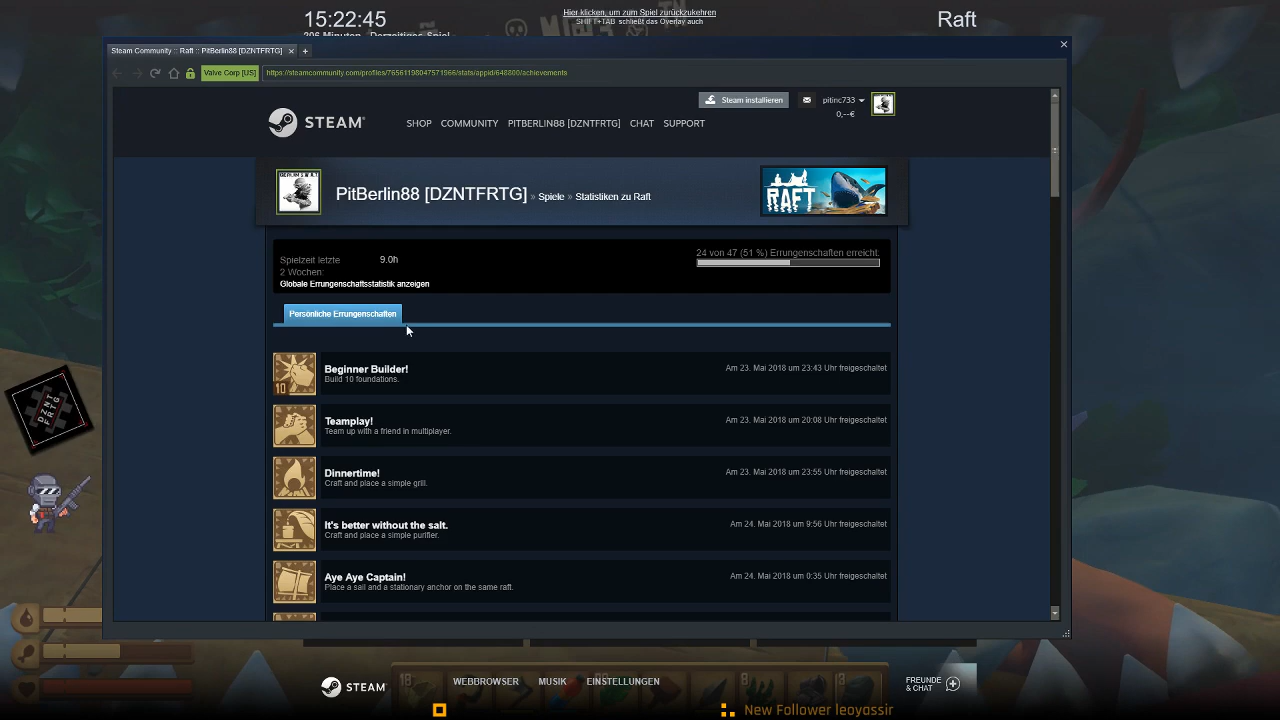 15:22:45
Hier klicken, um zum Spiel zurückzukehren
SHIFT+TAB schließt das Overlay auch
Raft
206 Minuten
Steam Community :: Raft :: PitBerlin88 [DZNTFRTG]
Valve Corp [US]
https://steamcommunity.com/profiles/76561198047571966/stats/appid/648800/achievements
Steam installieren
pitinc733
0,--€
STEAM
SHOP COMMUNITY PITBERLIN88 [DZNTFRTG] CHAT SUPPORT
PitBerlin88 [DZNTFRTG] » Spiele » Statistiken zu Raft
RAFT
Spielzeit letzte 2 Wochen: 9.0h
24 von 47 (51 %) Errungenschaften erreicht:
Globale Errungenschaftsstatistik anzeigen
Persönliche Errungenschaften
Beginner Builder!
Build 10 foundations.
Am 23. Mai 2018 um 23:43 Uhr freigeschaltet
10
Teamplay!
Team up with a friend in multiplayer.
Am 23. Mai 2018 um 20:08 Uhr freigeschaltet
Dinnertime!
Craft and place a simple grill.
Am 23. Mai 2018 um 23:55 Uhr freigeschaltet
It's better without the salt.
Craft and place a simple purifier.
Am 24. Mai 2018 um 9:56 Uhr freigeschaltet
Aye Aye Captain!
Place a sail and a stationary anchor on the same raft.
Am 24. Mai 2018 um 0:35 Uhr freigeschaltet
DZNT
FRTG
STEAM
WEBBROWSER MUSIK EINSTELLUNGEN
FREUNDE
& CHAT
New Follower leoyassir